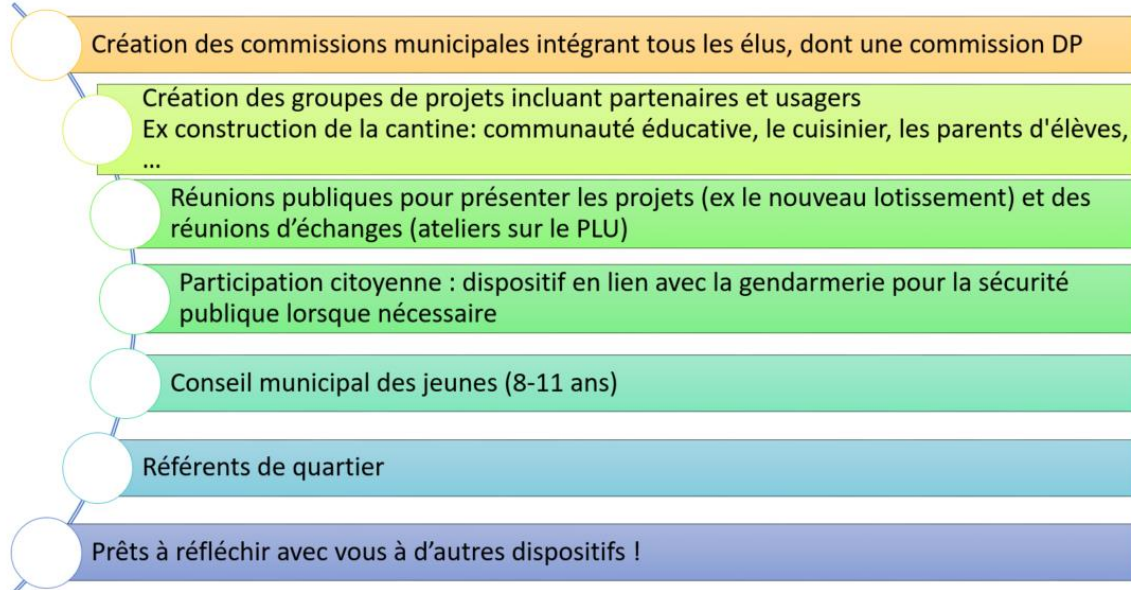 Création des commissions municipales intégrant tous les élus, dont une commission DP
Création des groupes de projets incluant partenaires et usagers
Ex construction de la cantine: communauté éducative, le cuisinier, les parents d'élèves,
...
Réunions publiques pour présenter les projets (ex le nouveau lotissement) et des
réunions d’échanges (ateliers sur le PLU)
Participation citoyenne : dispositif en lien avec la gendarmerie pour la sécurité
publique lorsque nécessaire
Conseil municipal des jeunes (8-11 ans)
Référents de quartier
Prêts à réfléchir avec vous à d’autres dispositifs !